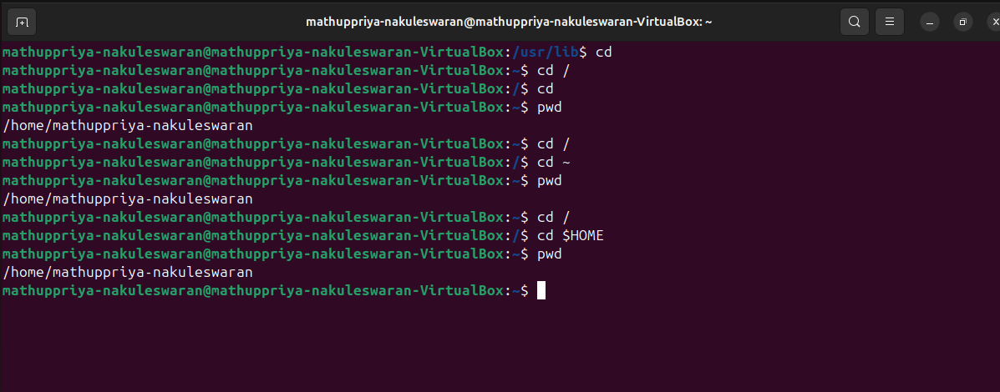 mathuppriya-nakuleswaran@mathuppriya-nakuleswaran-VirtualBox: ~
mathuppriya-nakuleswaran@mathuppriya-nakuleswaran-VirtualBox:/usr/lib$ cd
mathuppriya-nakuleswaran@mathuppriya-nakuleswaran-VirtualBox:~$ cd /
mathuppriya-nakuleswaran@mathuppriya-nakuleswaran-VirtualBox:/$ cd
mathuppriya-nakuleswaran@mathuppriya-nakuleswaran-VirtualBox:~$ pwd
/home/mathuppriya-nakuleswaran
mathuppriya-nakuleswaran@mathuppriya-nakuleswaran-VirtualBox:~$ cd /
mathuppriya-nakuleswaran@mathuppriya-nakuleswaran-VirtualBox:/$ cd ~
mathuppriya-nakuleswaran@mathuppriya-nakuleswaran-VirtualBox:~$ pwd
/home/mathuppriya-nakuleswaran
mathuppriya-nakuleswaran@mathuppriya-nakuleswaran-VirtualBox:~$ cd /
mathuppriya-nakuleswaran@mathuppriya-nakuleswaran-VirtualBox:/$ cd $HOME
mathuppriya-nakuleswaran@mathuppriya-nakuleswaran-VirtualBox:~$ pwd
/home/mathuppriya-nakuleswaran
mathuppriya-nakuleswaran@mathuppriya-nakuleswaran-VirtualBox:~$